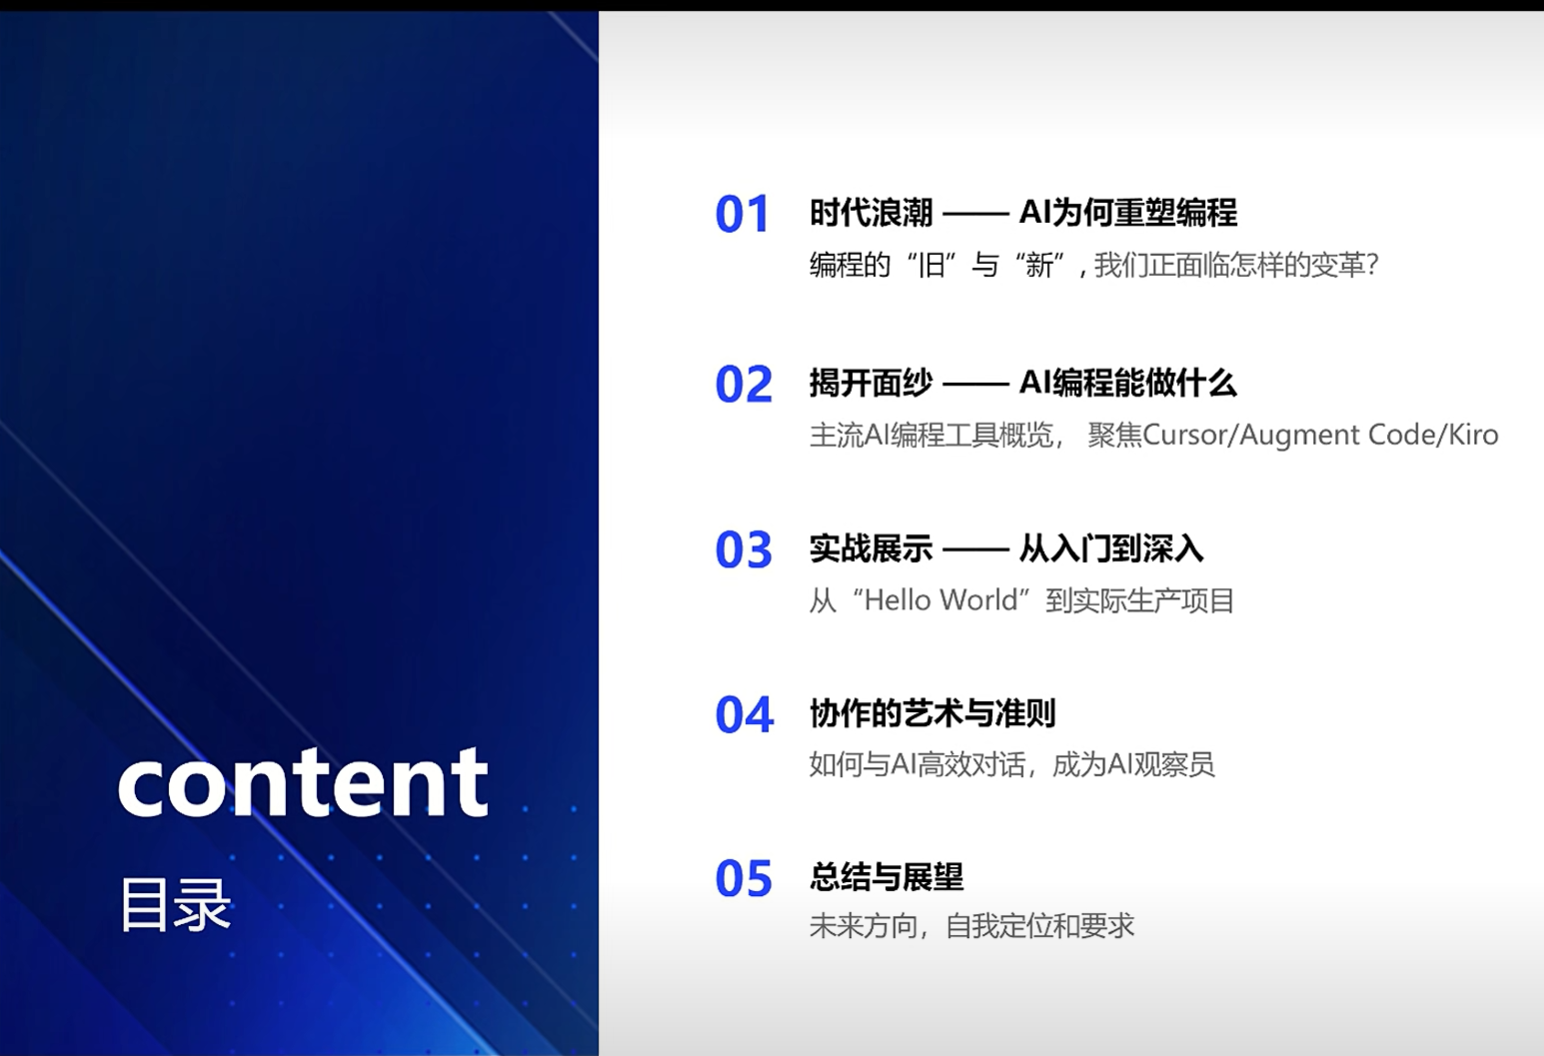 content
目录
01 时代浪潮 —— AI为何重塑编程
编程的“旧”与“新”, 我们正面临怎样的变革?
02 揭开面纱 —— AI编程能做什么
主流AI编程工具概览， 聚焦Cursor/Augment Code/Kiro
03 实战展示 —— 从入门到深入
从“Hello World”到实际生产项目
04 协作的艺术与准则
如何与AI高效对话，成为AI观察员
05 总结与展望
未来方向，自我定位和要求